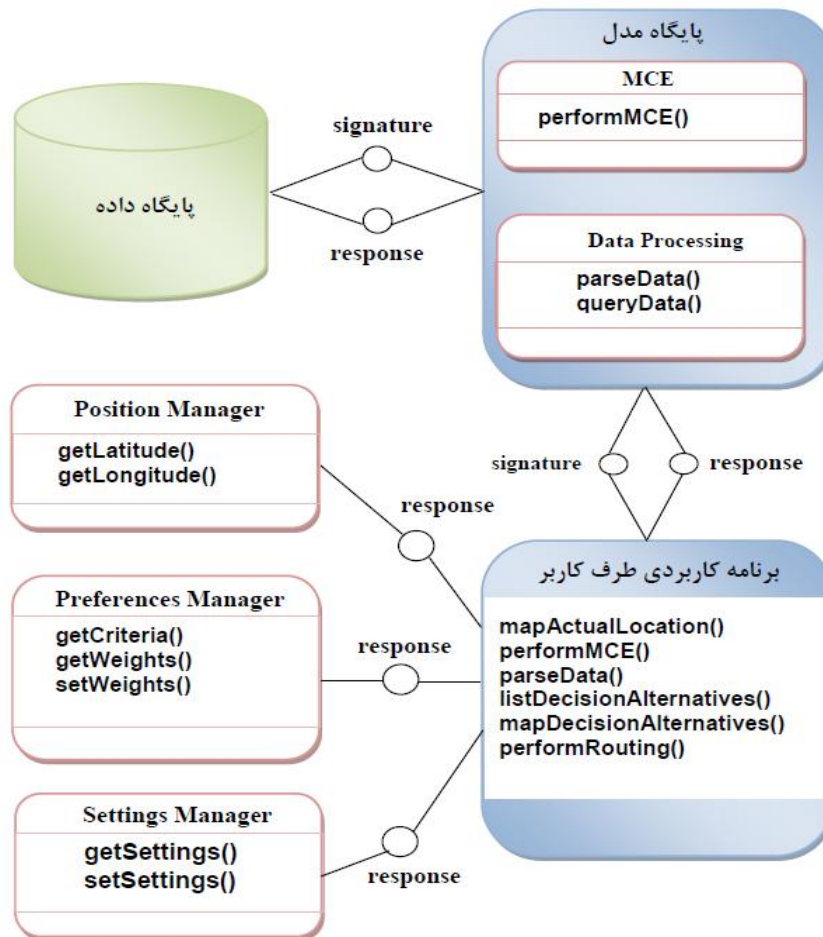 پایگاه مدل
MCE
performMCE()
signature
پایگاه داده
response
Data Processing
parseData()
queryData()
Position Manager
getLatitude()
getLongitude()
signature
response
response
برنامه کاربردی طرف کاربر
Preferences Manager
getCriteria()
getWeights()
setWeights()
response
mapActualLocation()
performMCE()
parseData()
listDecisionAlternatives()
mapDecisionAlternatives()
performRouting()
Settings Manager
getSettings()
setSettings()
response